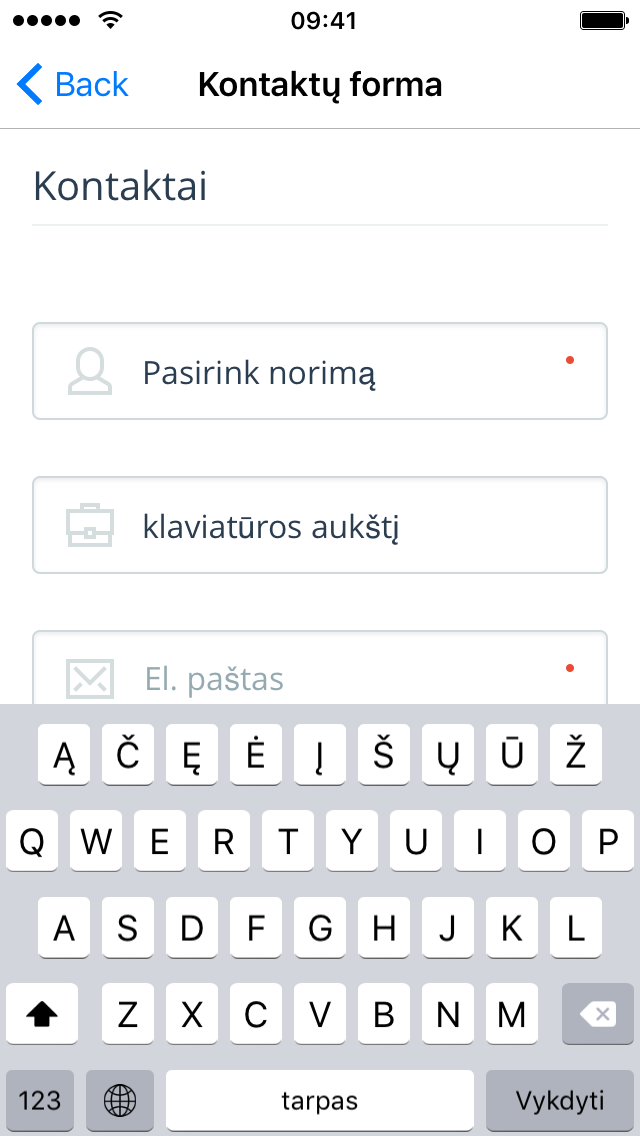 09:41
Back Kontaktų forma
Kontaktai
Pasirink norimą
klaviatūros aukštį
El. paštas
Ą Č Ę Ė Į Š Ų Ū Ž
Q W E R T Y U I O P
A S D F G H J K L
Z X C V B N M
123 tarpas Vykdyti